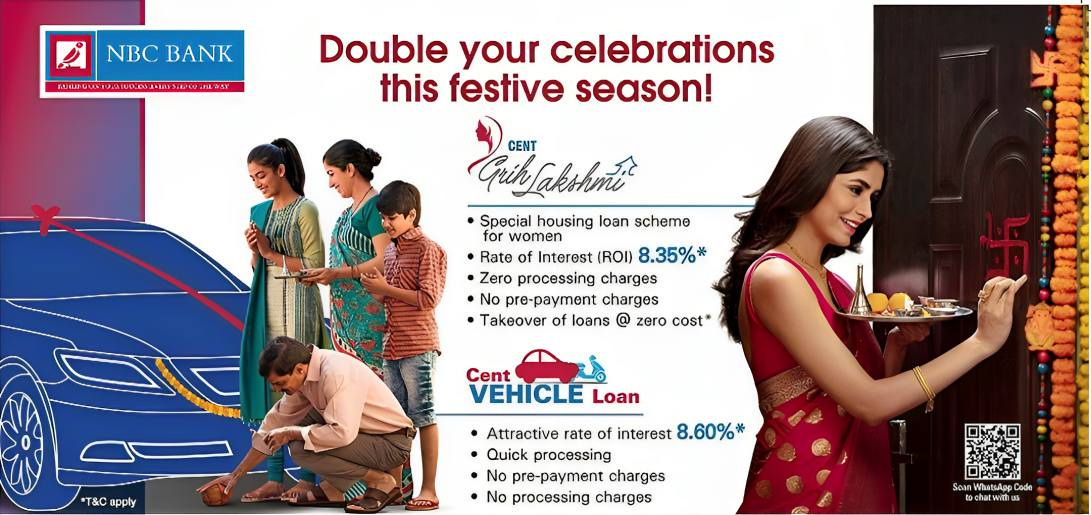 NBC BANK
Double your celebrations
this festive season!
CENT
Grih Lakshmi
• Special housing loan scheme
for women
• Rate of Interest (ROI) 8.35%*
• Zero processing charges
• No pre-payment charges
• Takeover of loans @ zero cost*
Cent
VEHICLE Loan
• Attractive rate of interest 8.60%*
• Quick processing
• No pre-payment charges
• No processing charges
*T&C apply
Scan WhatsApp Code
to chat with us